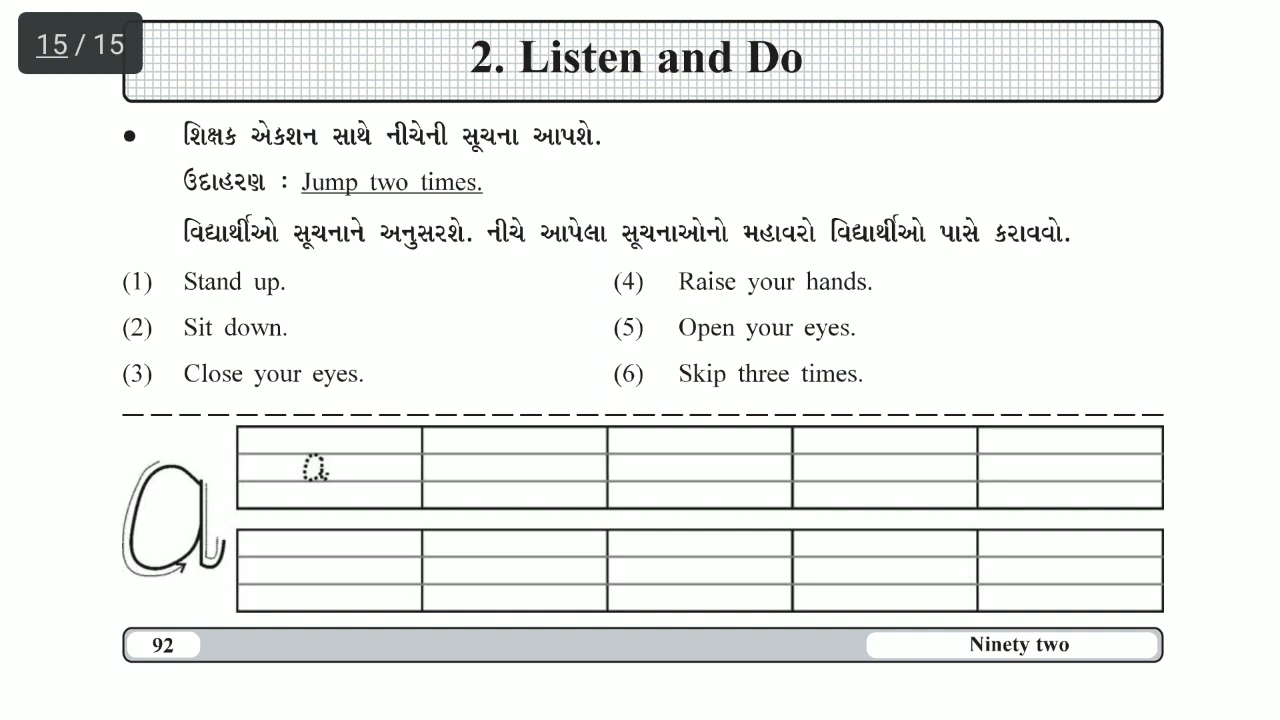 15 / 15
2. Listen and Do
● શિક્ષક એકશન સાથે નીચેની સૂચના આપશે.
ઉદાહરણ : Jump two times.
વિદ્યાર્થીઓ સૂચનાને અનુસરશે. નીચે આપેલા સૂચનાઓનો મહાવરો વિદ્યાર્થીઓ પાસે કરાવવો.
(1) Stand up.
(2) Sit down.
(3) Close your eyes.
(4) Raise your hands.
(5) Open your eyes.
(6) Skip three times.
a
a
92
Ninety two